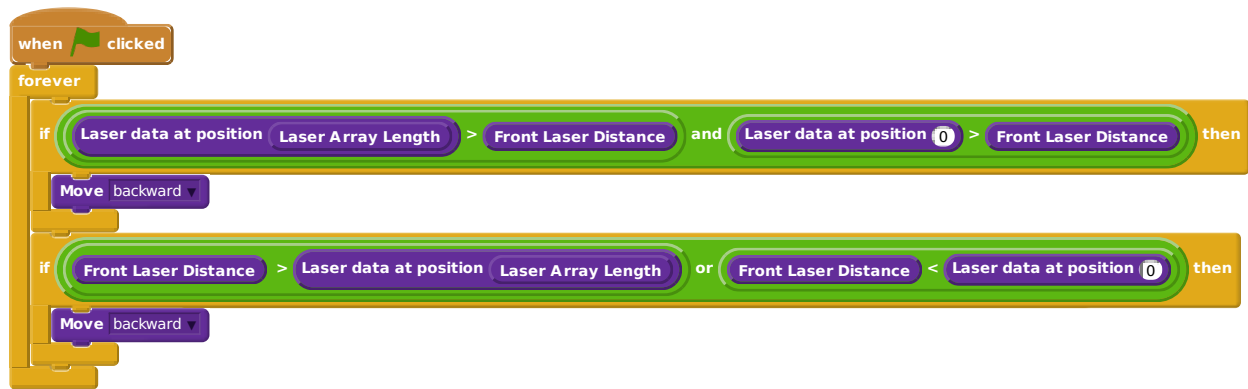 when clicked
forever
if Laser data at position Laser Array Length > Front Laser Distance and Laser data at position 0 > Front Laser Distance then
Move backward
if Front Laser Distance > Laser data at position Laser Array Length or Front Laser Distance < Laser data at position 0 then
Move backward